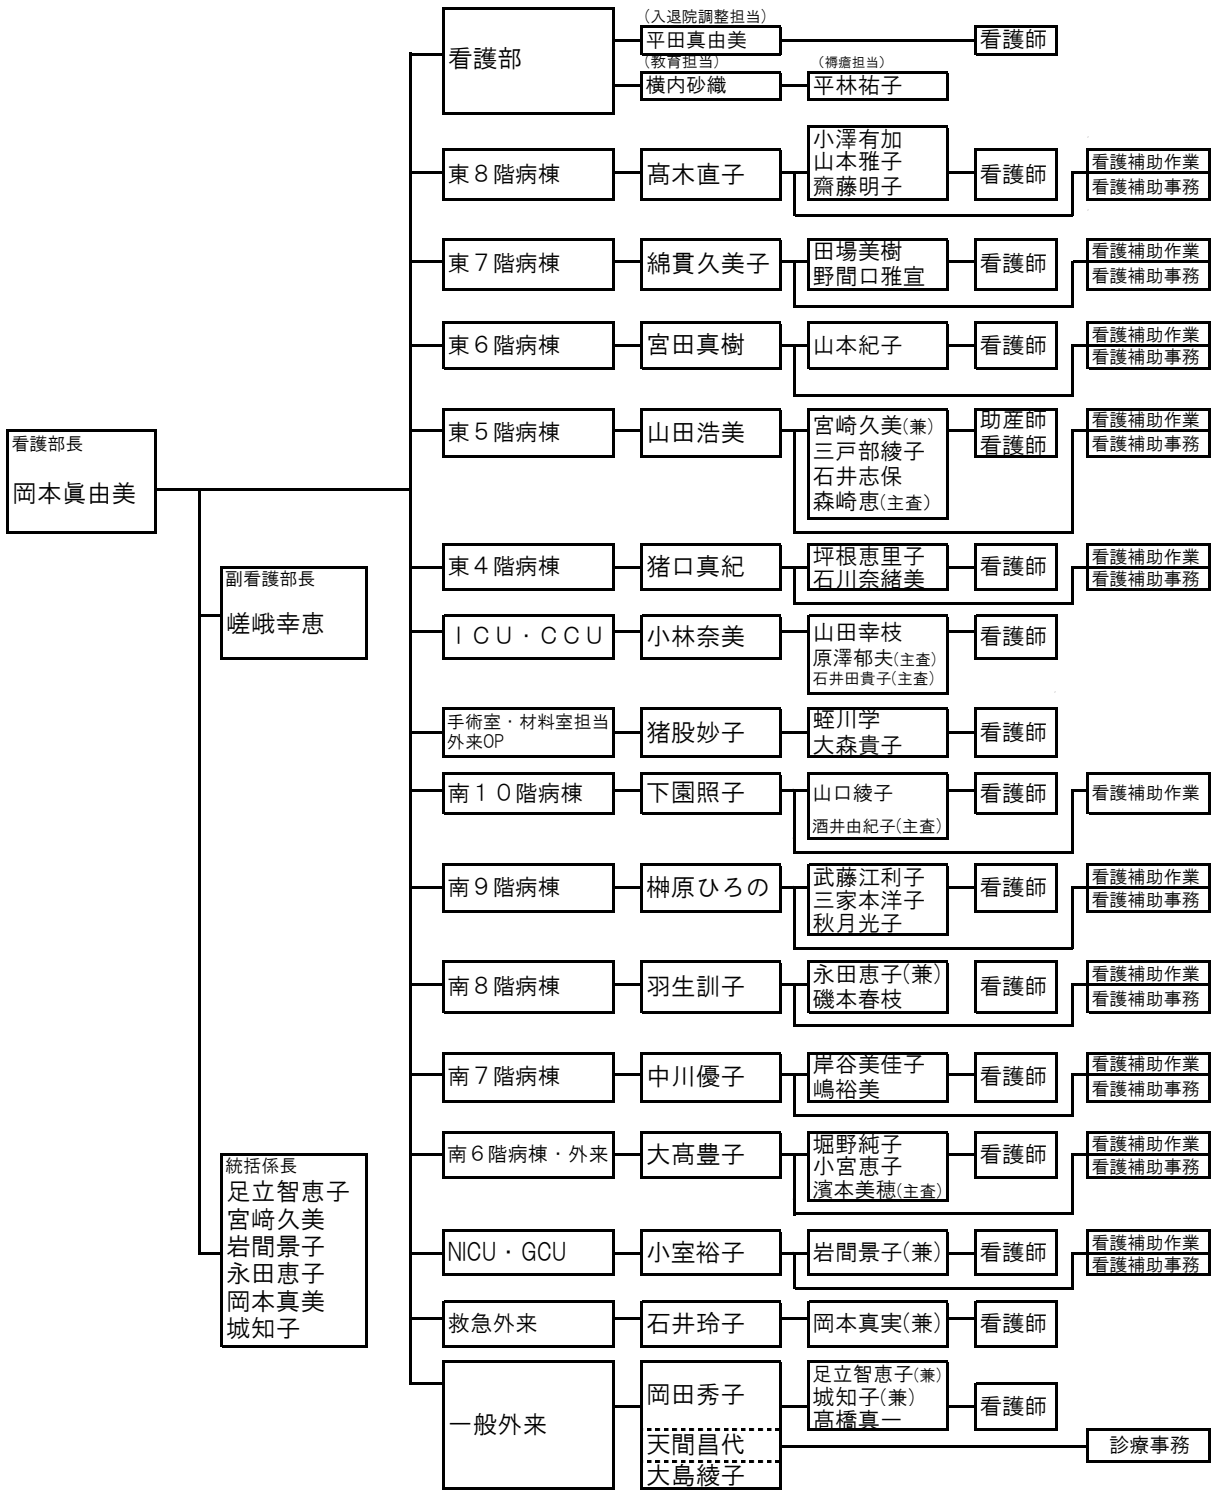 看護部長
岡本眞由美
副看護部長
嵯峨幸恵
統括係長
足立智恵子
宮﨑久美
岩間景子
永田恵子
岡本真美
城知子
看護部
(入退院調整担当)
平田真由美
看護師
(教育担当)
横内砂織
(褥瘡担当)
平林祐子
東8階病棟
髙木直子
小澤有加
山本雅子
齋藤明子
看護師
看護補助作業
看護補助事務
東7階病棟
綿貫久美子
田場美樹
野間口雅宣
看護師
看護補助作業
看護補助事務
東6階病棟
宮田真樹
山本紀子
看護師
看護補助作業
看護補助事務
東5階病棟
山田浩美
宮崎久美(兼)
三戸部綾子
石井志保
森崎恵(主査)
助産師
看護師
看護補助作業
看護補助事務
東4階病棟
猪口真紀
坪根恵里子
石川奈緒美
看護師
看護補助作業
看護補助事務
ICU・CCU
小林奈美
山田幸枝
原澤郁夫(主査)
石井田貴子(主査)
看護師
手術室・材料室担当
外来OP
猪股妙子
蛭川学
大森貴子
看護師
南10階病棟
下園照子
山口綾子
酒井由紀子(主査)
看護師
看護補助作業
南9階病棟
榊原ひろの
武藤江利子
三家本洋子
秋月光子
看護師
看護補助作業
看護補助事務
南8階病棟
羽生訓子
永田恵子(兼)
磯本春枝
看護師
看護補助作業
看護補助事務
南7階病棟
中川優子
岸谷美佳子
嶋裕美
看護師
看護補助作業
看護補助事務
南6階病棟・外来
大髙豊子
堀野純子
小宮恵子
濱本美穂(主査)
看護師
看護補助作業
看護補助事務
NICU・GCU
小室裕子
岩間景子(兼)
看護師
看護補助作業
看護補助事務
救急外来
石井玲子
岡本真実(兼)
看護師
一般外来
岡田秀子
天間昌代
大島綾子
足立智恵子(兼)
城知子(兼)
髙橋真一
看護師
診療事務